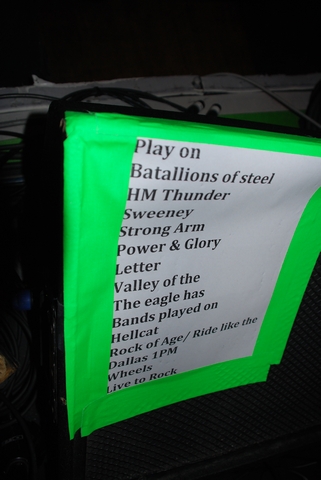 Play on
Batallions of steel
HM Thunder
Sweeney
Strong Arm
Power & Glory
Letter
Valley of the
The eagle has
Bands played on
Hellcat
Rock of Age/ Ride like the
Dallas 1PM
Wheels
Live to Rock